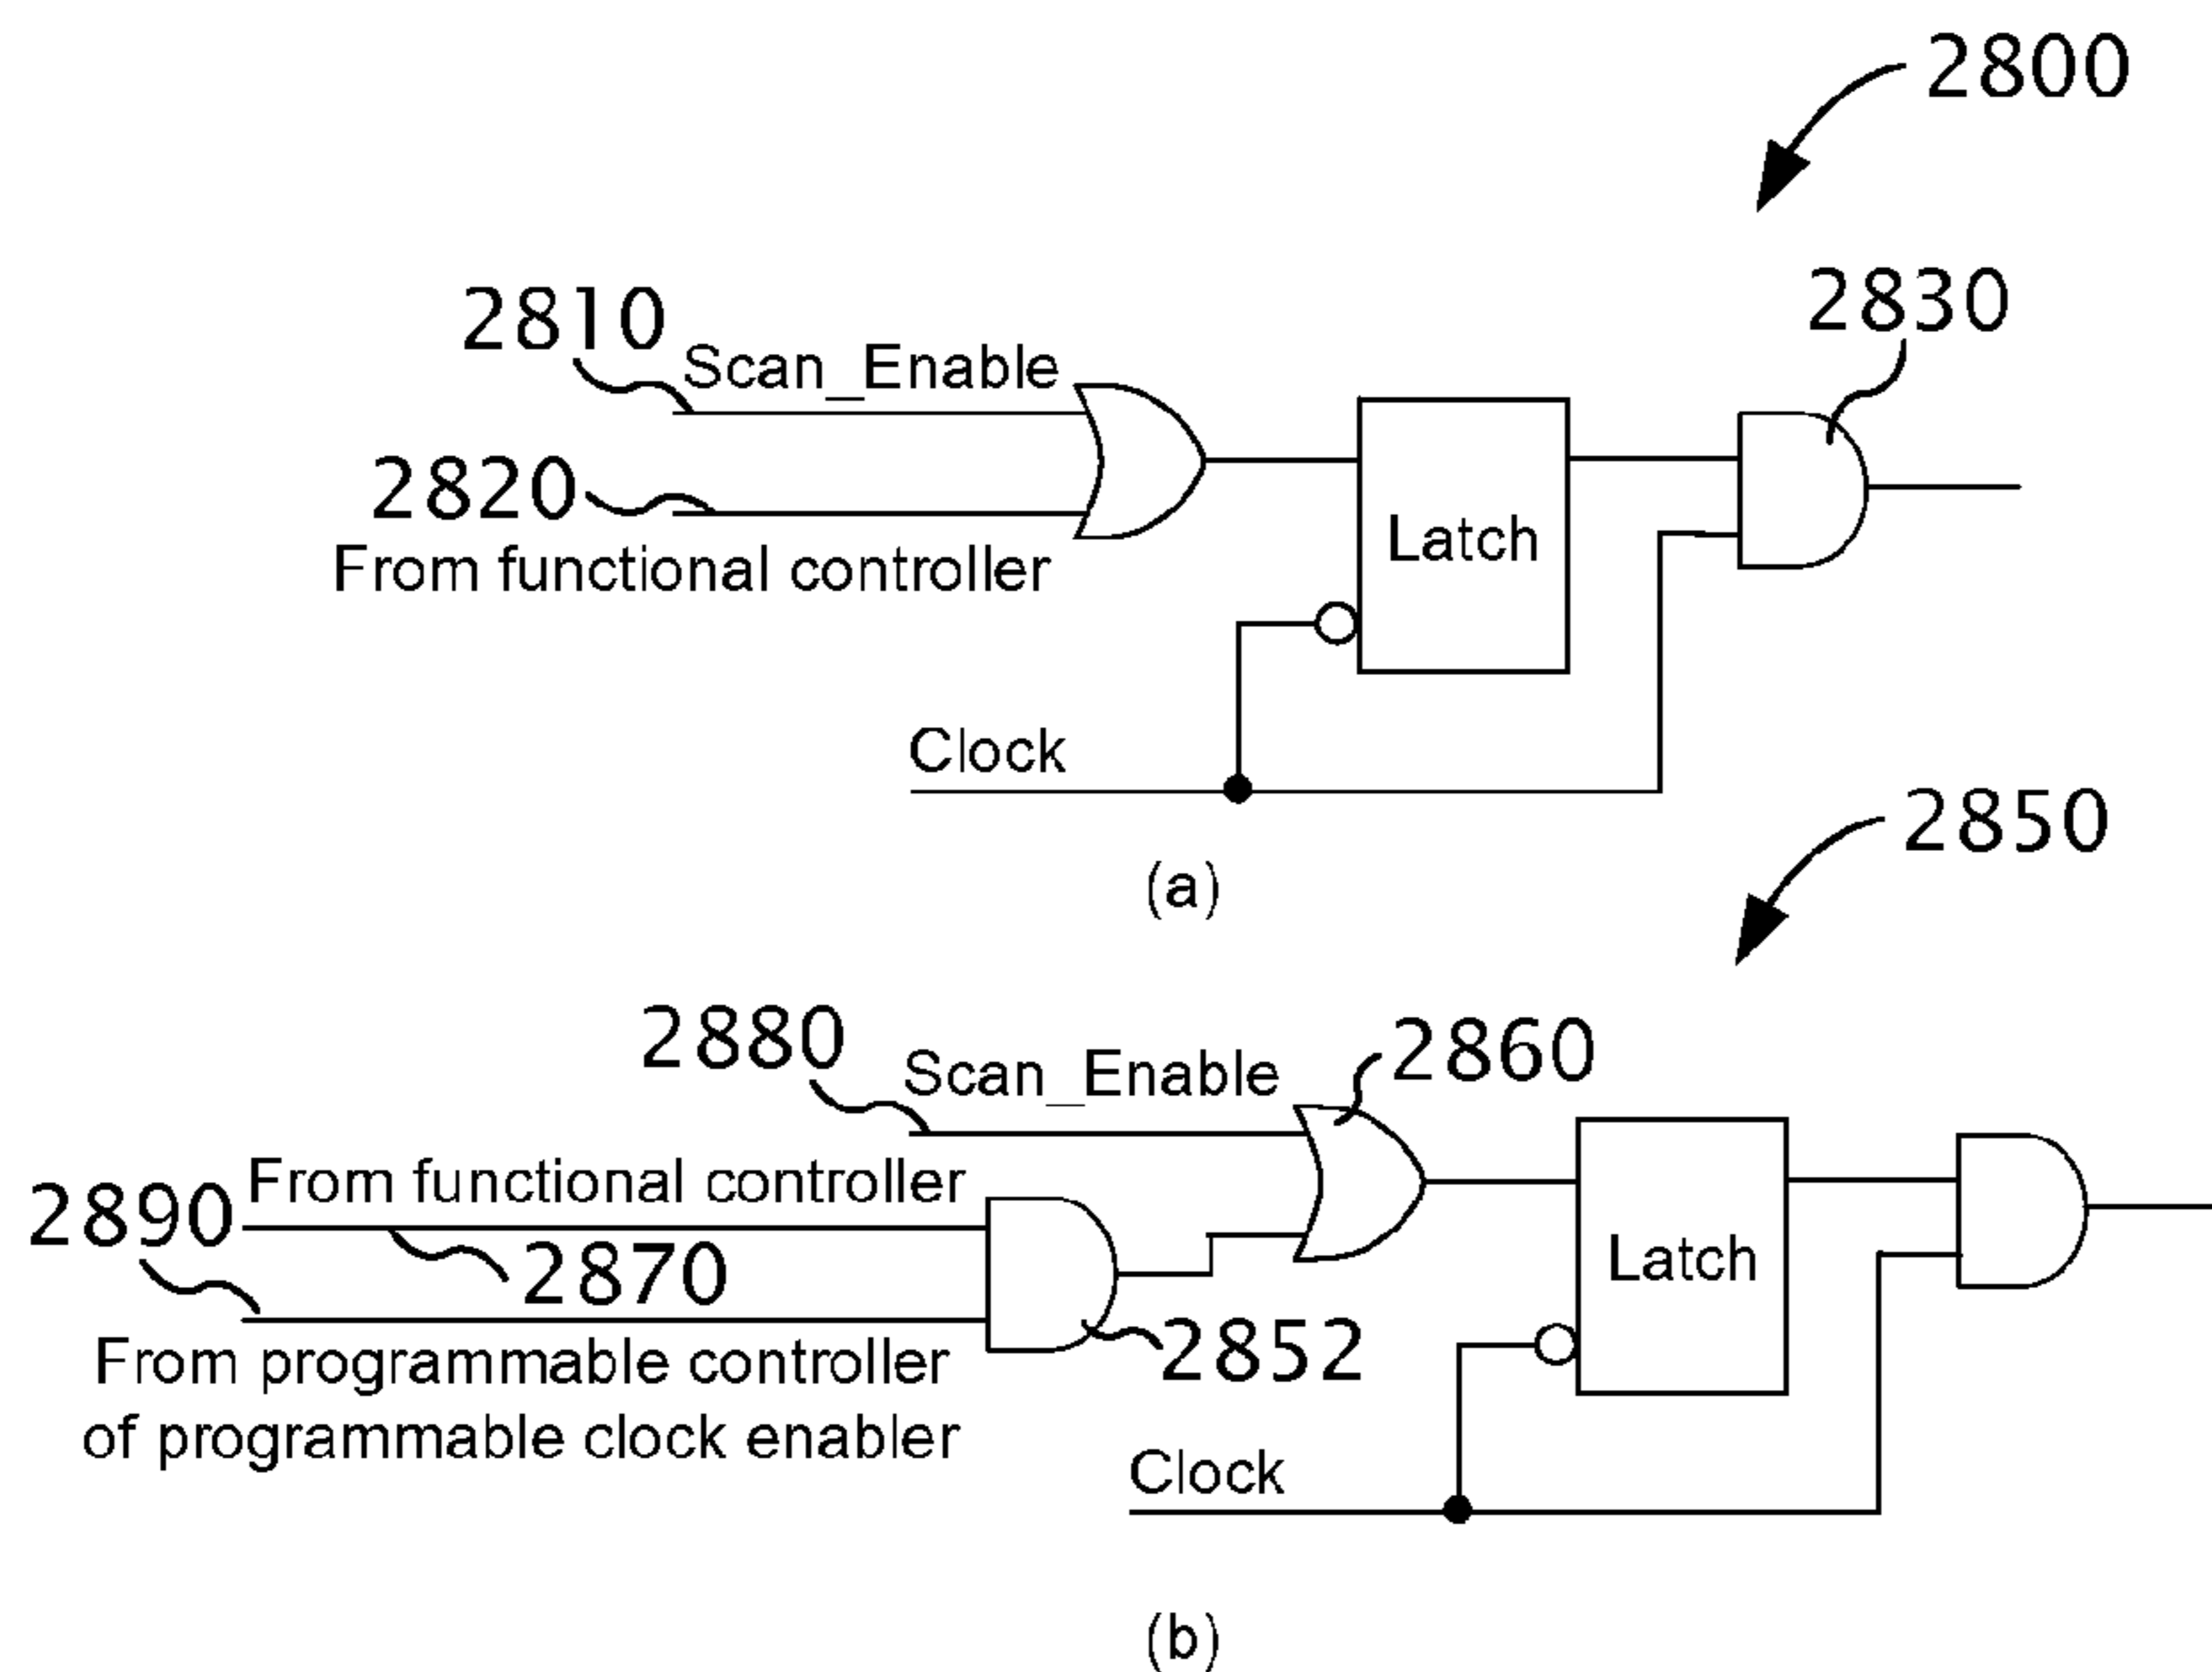 2800
2830
2810
Scan_Enable
2820
From functional controller
Latch
Clock
(a)
2850
2880
Scan_Enable
2860
From functional controller
2890
2870
Latch
2852
From programmable controller
of programmable clock enabler
Clock
(b)